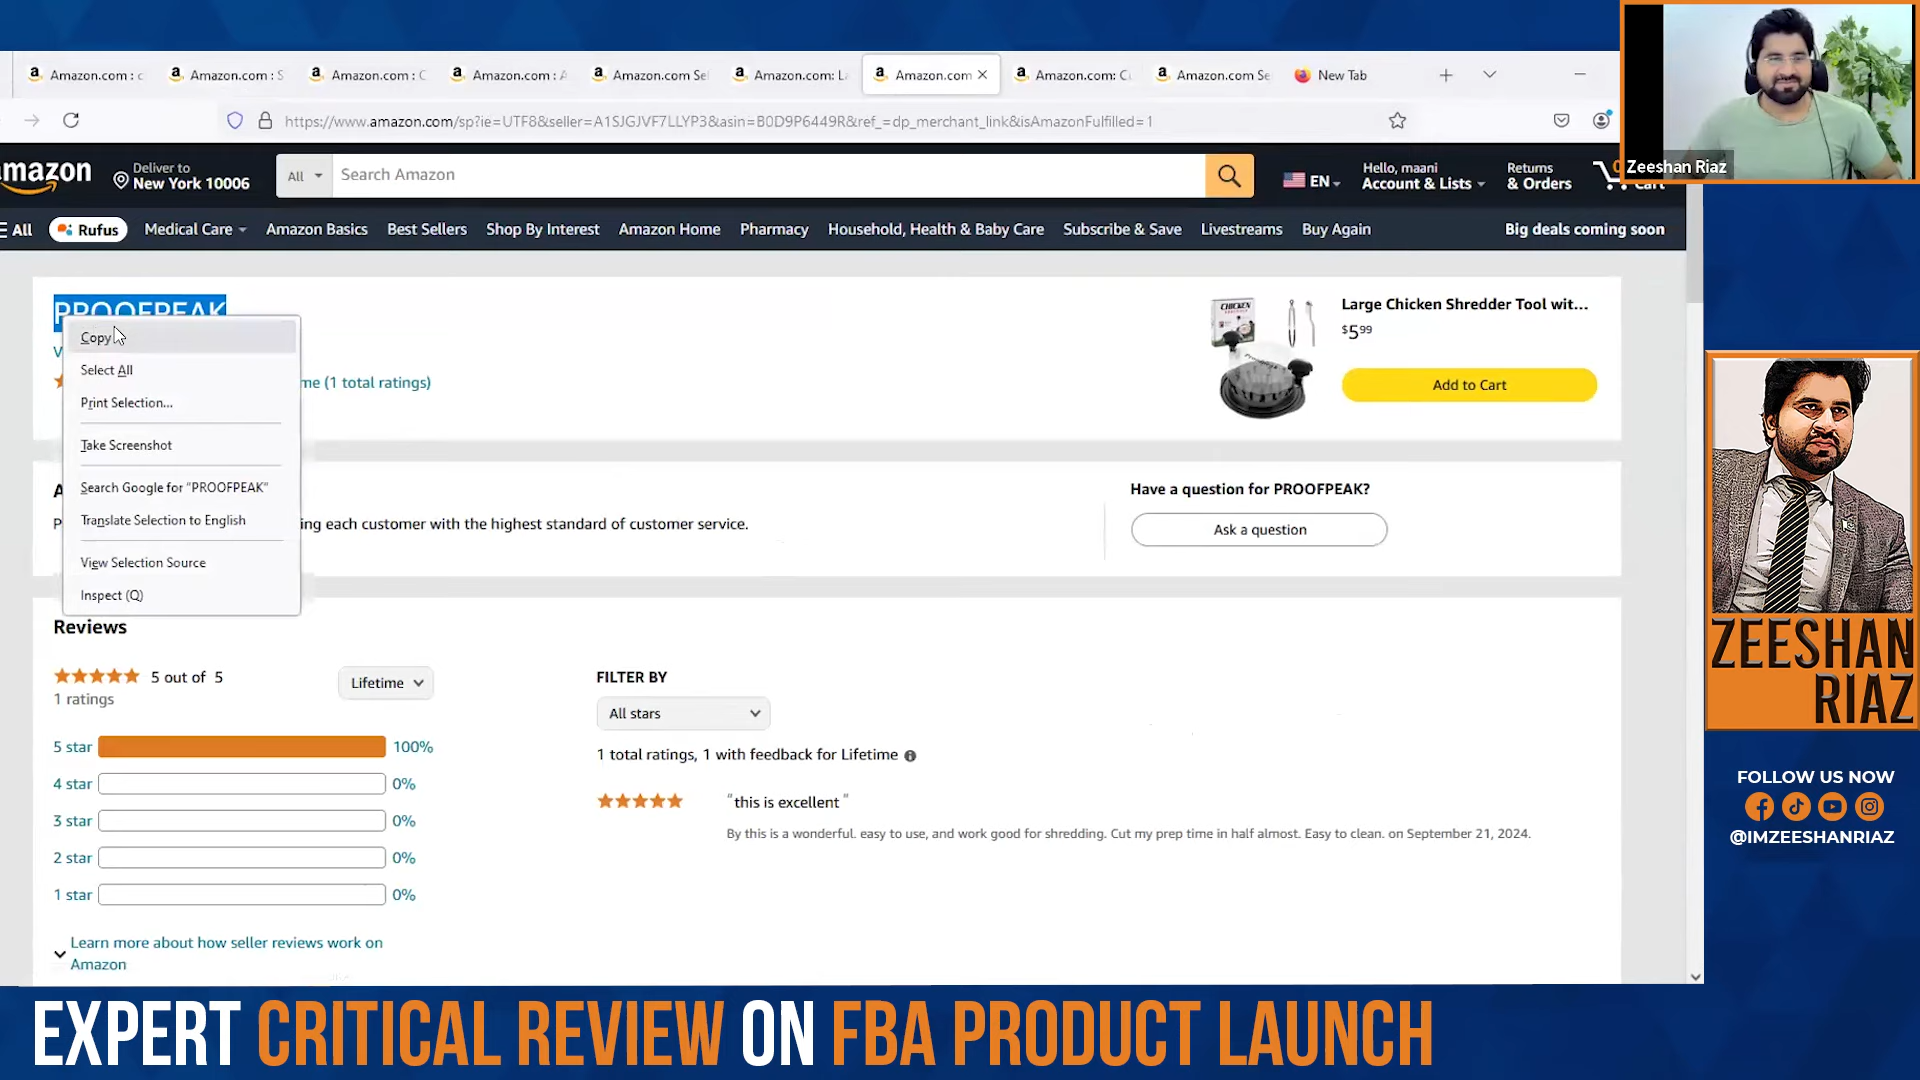 Amazon.com : c
Amazon.com : S
Amazon.com : C
Amazon.com : A
Amazon.com Se
Amazon.com: La
Amazon.com
Amazon.com: Cu
Amazon.com Se
New Tab
https://www.amazon.com/sp?ie=UTF8&seller=A1SJGJVF7LLYP3&asin=B0D9P6449R&ref_=dp_merchant_link&isAmazonFulfilled=1
Zeeshan Riaz
amazon
Deliver to
New York 10006
All
Search Amazon
EN
Hello, maani
Account & Lists
Returns
& Orders
0
Cart
All
Rufus
Medical Care
Amazon Basics
Best Sellers
Shop By Interest
Amazon Home
Pharmacy
Household, Health & Baby Care
Subscribe & Save
Livestreams
Buy Again
Big deals coming soon
PROOFPEAK
Copy
Select All
Print Selection...
Take Screenshot
Search Google for "PROOFPEAK"
Translate Selection to English
View Selection Source
Inspect (Q)
me (1 total ratings)
CHICKEN
Large Chicken Shredder Tool wit...
$5.99
Add to Cart
ing each customer with the highest standard of customer service.
Have a question for PROOFPEAK?
Ask a question
Reviews
5 out of 5
1 ratings
Lifetime
5 star 100%
4 star 0%
3 star 0%
2 star 0%
1 star 0%
Learn more about how seller reviews work on
Amazon
FILTER BY
All stars
1 total ratings, 1 with feedback for Lifetime
"this is excellent "
By this is a wonderful. easy to use, and work good for shredding. Cut my prep time in half almost. Easy to clean. on September 21, 2024.
ZEESHAN
RIAZ
FOLLOW US NOW
@IMZEESHANRIAZ
EXPERT CRITICAL REVIEW ON FBA PRODUCT LAUNCH